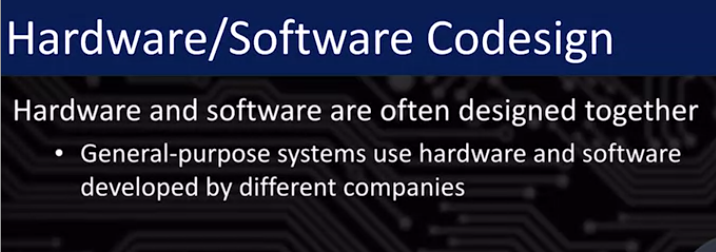 Hardware/Software Codesign
Hardware and software are often designed together
• General-purpose systems use hardware and software
developed by different companies